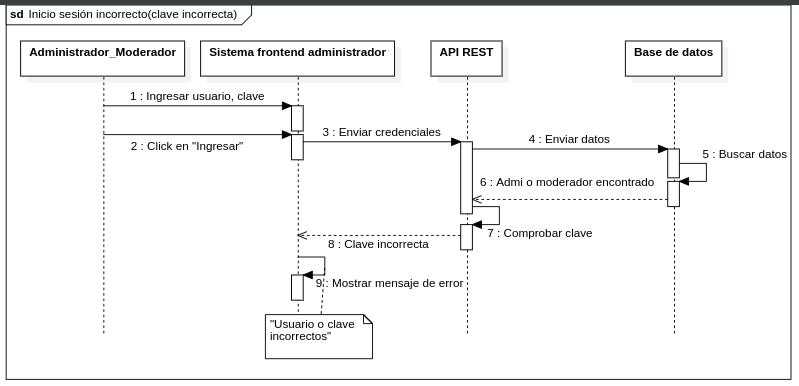 sd Inicio sesión incorrecto(clave incorrecta)
Administrador_Moderador
Sistema frontend administrador
API REST
Base de datos
1 : Ingresar usuario, clave
2 : Click en "Ingresar"
3 : Enviar credenciales
4 : Enviar datos
5 : Buscar datos
6 : Admi o moderador encontrado
7 : Comprobar clave
8 : Clave incorrecta
9 : Mostrar mensaje de error
"Usuario o clave
incorrectos"